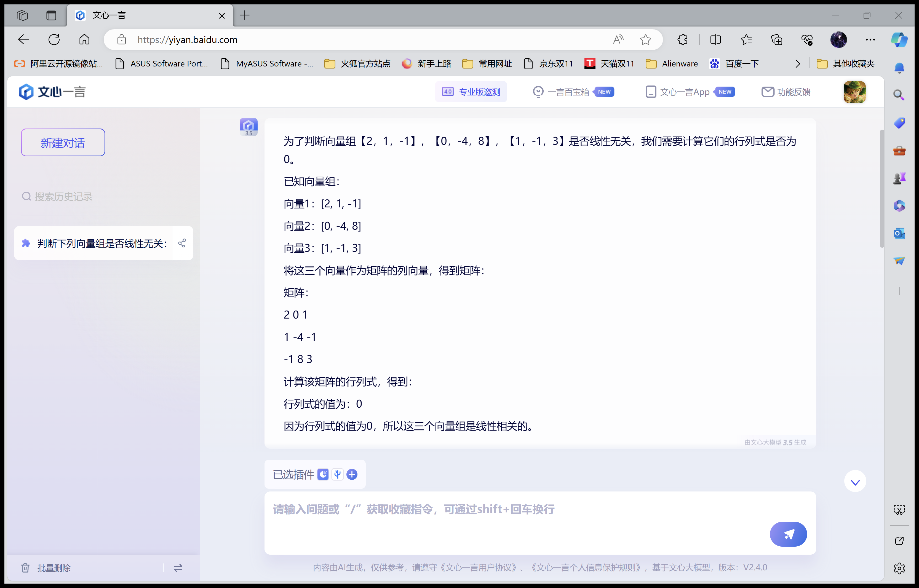 文心一言
https://yiyan.baidu.com
阿里云开源镜像站...
ASUS Software Port...
MyASUS Software -...
火狐官方站点
新手上路
常用网址
京东双11
天猫双11
Alienware
百度一下
其他收藏夹
文心一言
专业版邀测
一言百宝箱 NEW
文心一言App NEW
功能反馈
新建对话
搜索历史记录
判断下列向量组是否线性无关:
3.5
为了判断向量组【2，1，-1】，【0，-4，8】，【1，-1，3】是否线性无关，我们需要计算它们的行列式是否为
0。
已知向量组:
向量1：[2, 1, -1]
向量2：[0, -4, 8]
向量3：[1, -1, 3]
将这三个向量作为矩阵的列向量，得到矩阵:
矩阵:
2 0 1
1 -4 -1
-1 8 3
计算该矩阵的行列式，得到:
行列式的值为：0
因为行列式的值为0，所以这三个向量组是线性相关的。
由文心大模型 3.5 生成
已选插件
请输入问题或“/”获取收藏指令，可通过shift+回车换行
批量删除
内容由AI生成，仅供参考，请遵守《文心一言用户协议》，《文心一言个人信息保护规则》，基于文心大模型，版本：V2.4.0